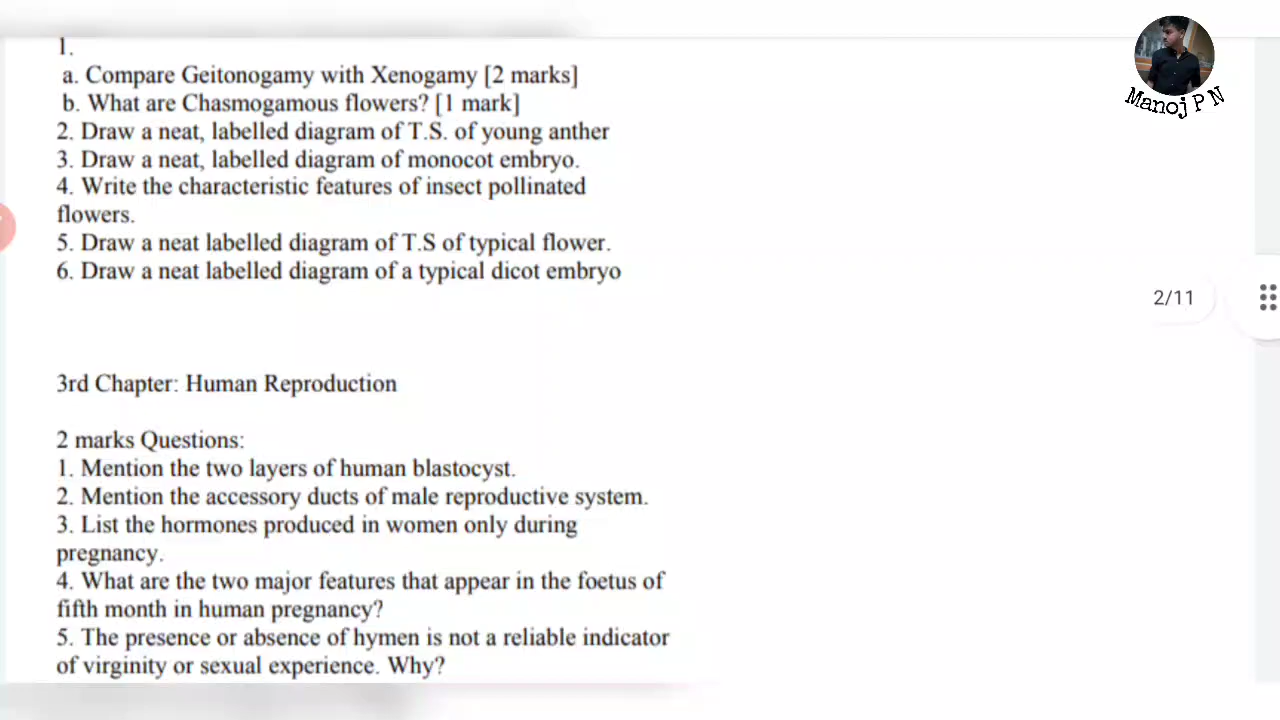 1.
a. Compare Geitonogamy with Xenogamy [2 marks]
b. What are Chasmogamous flowers? [1 mark]
2. Draw a neat, labelled diagram of T.S. of young anther
3. Draw a neat, labelled diagram of monocot embryo.
4. Write the characteristic features of insect pollinated
flowers.
5. Draw a neat labelled diagram of T.S of typical flower.
6. Draw a neat labelled diagram of a typical dicot embryo
3rd Chapter: Human Reproduction
2 marks Questions:
1. Mention the two layers of human blastocyst.
2. Mention the accessory ducts of male reproductive system.
3. List the hormones produced in women only during
pregnancy.
4. What are the two major features that appear in the foetus of
fifth month in human pregnancy?
5. The presence or absence of hymen is not a reliable indicator
of virginity or sexual experience. Why?
Manoj P N
2/11